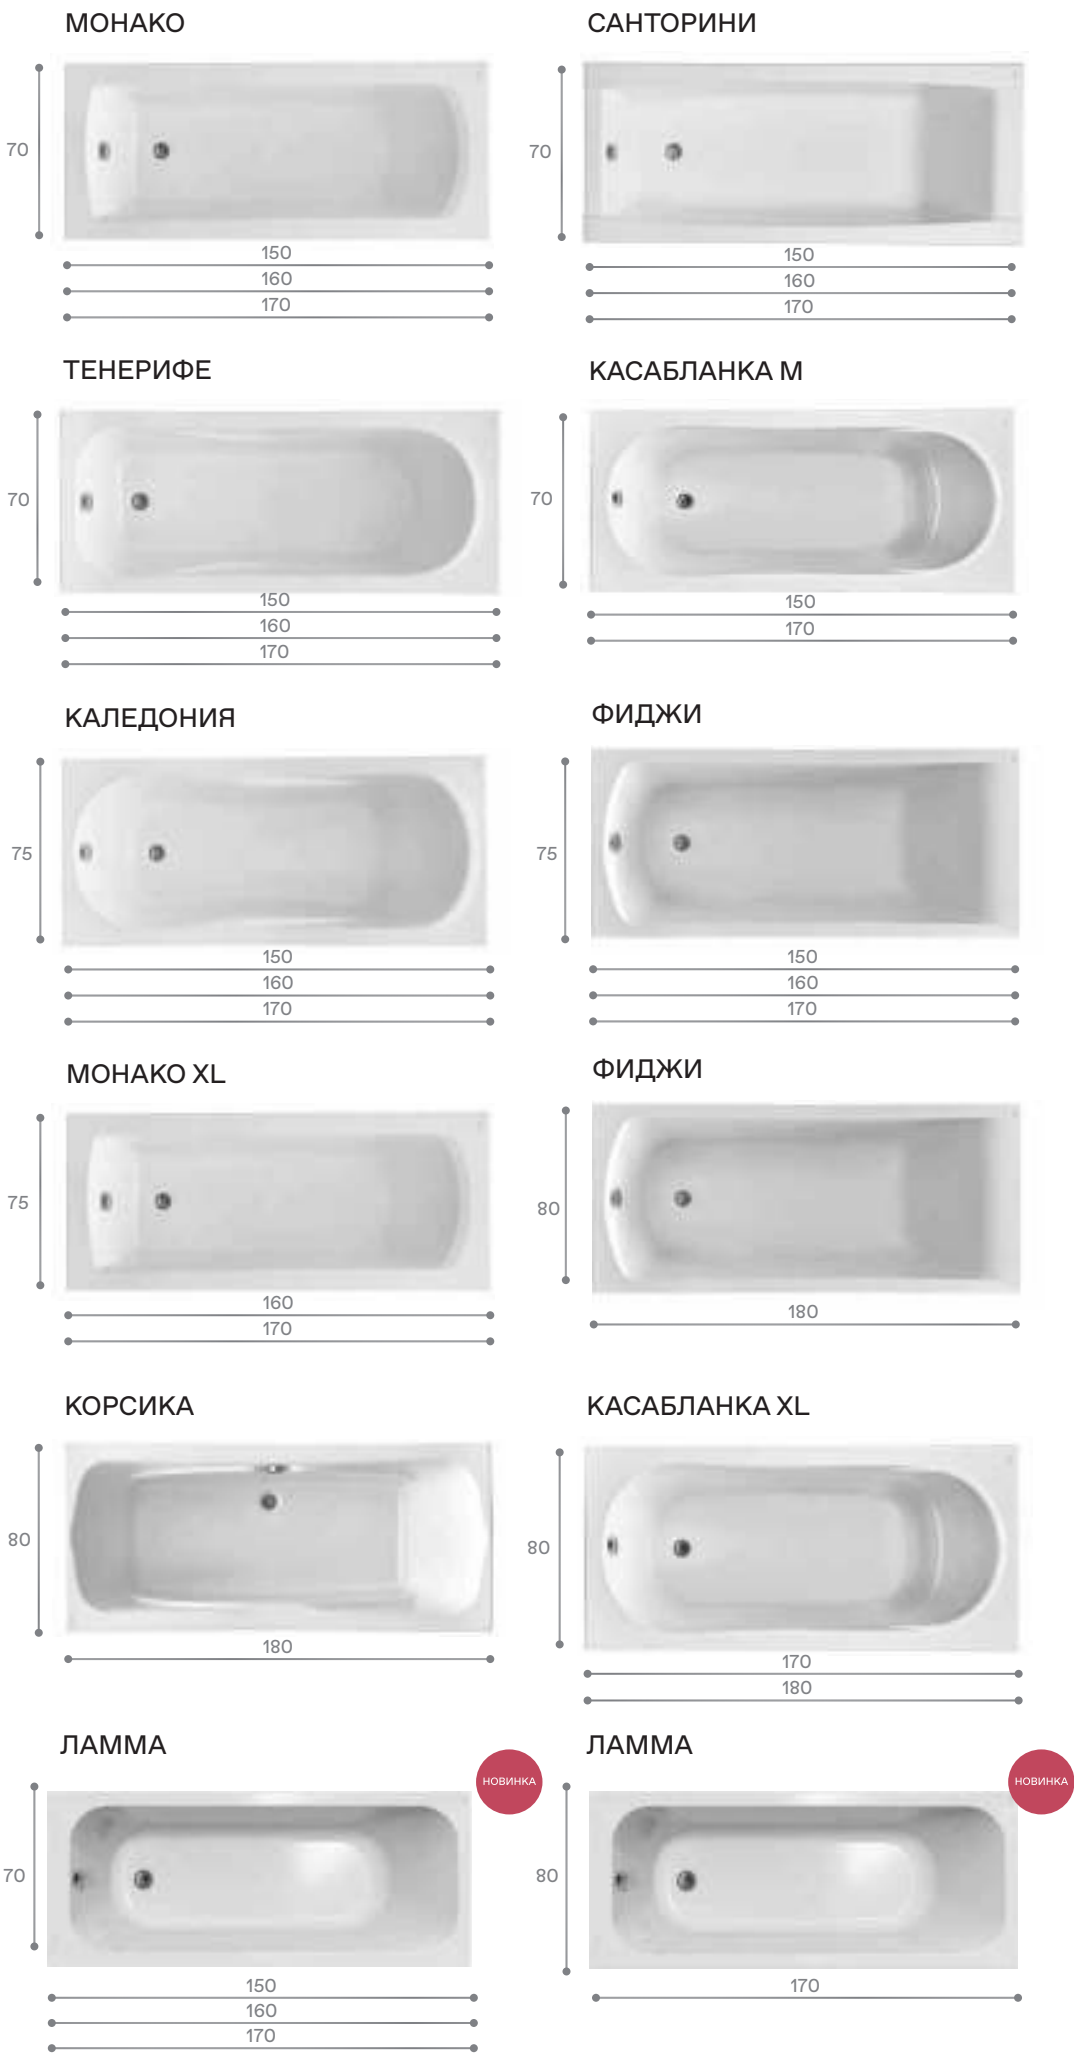 МОНАКО
70
150
160
170
САНТОРИНИ
70
150
160
170
ТЕНЕРИФЕ
70
150
160
170
КАСАБЛАНКА М
70
150
170
КАЛЕДОНИЯ
75
150
160
170
ФИДЖИ
75
150
160
170
МОНАКО XL
75
160
170
ФИДЖИ
80
180
КОРСИКА
80
180
КАСАБЛАНКА XL
80
170
180
ЛАММА
НОВИНКА
70
150
160
170
ЛАММА
НОВИНКА
80
170